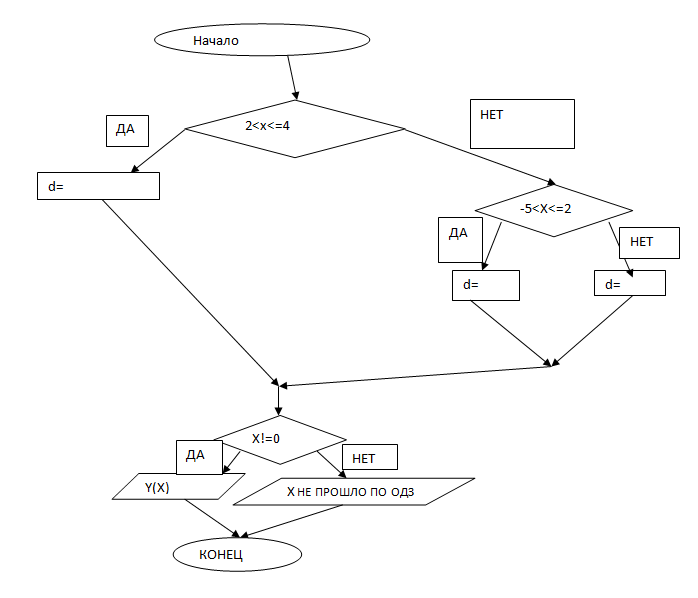 Начало
2<x<=4
ДА
НЕТ
d=
-5<X<=2
ДА
НЕТ
d=
d=
X!=0
ДА
НЕТ
Y(X)
X НЕ ПРОШЛО ПО ОДЗ
КОНЕЦ